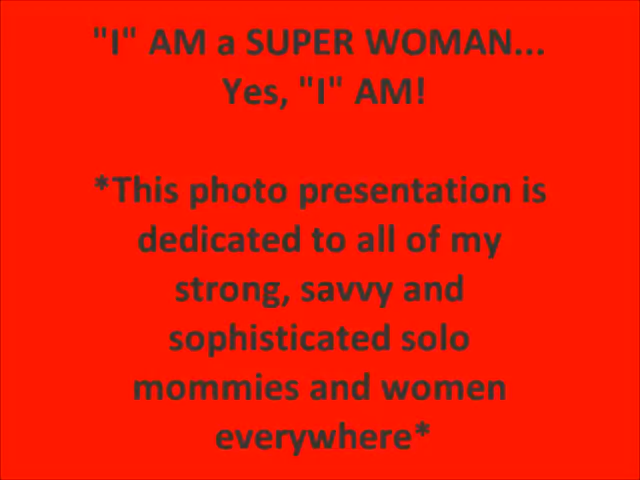 "I" AM a SUPER WOMAN...
Yes, "I" AM!
*This photo presentation is
dedicated to all of my
strong, savvy and
sophisticated solo
mommies and women
everywhere*